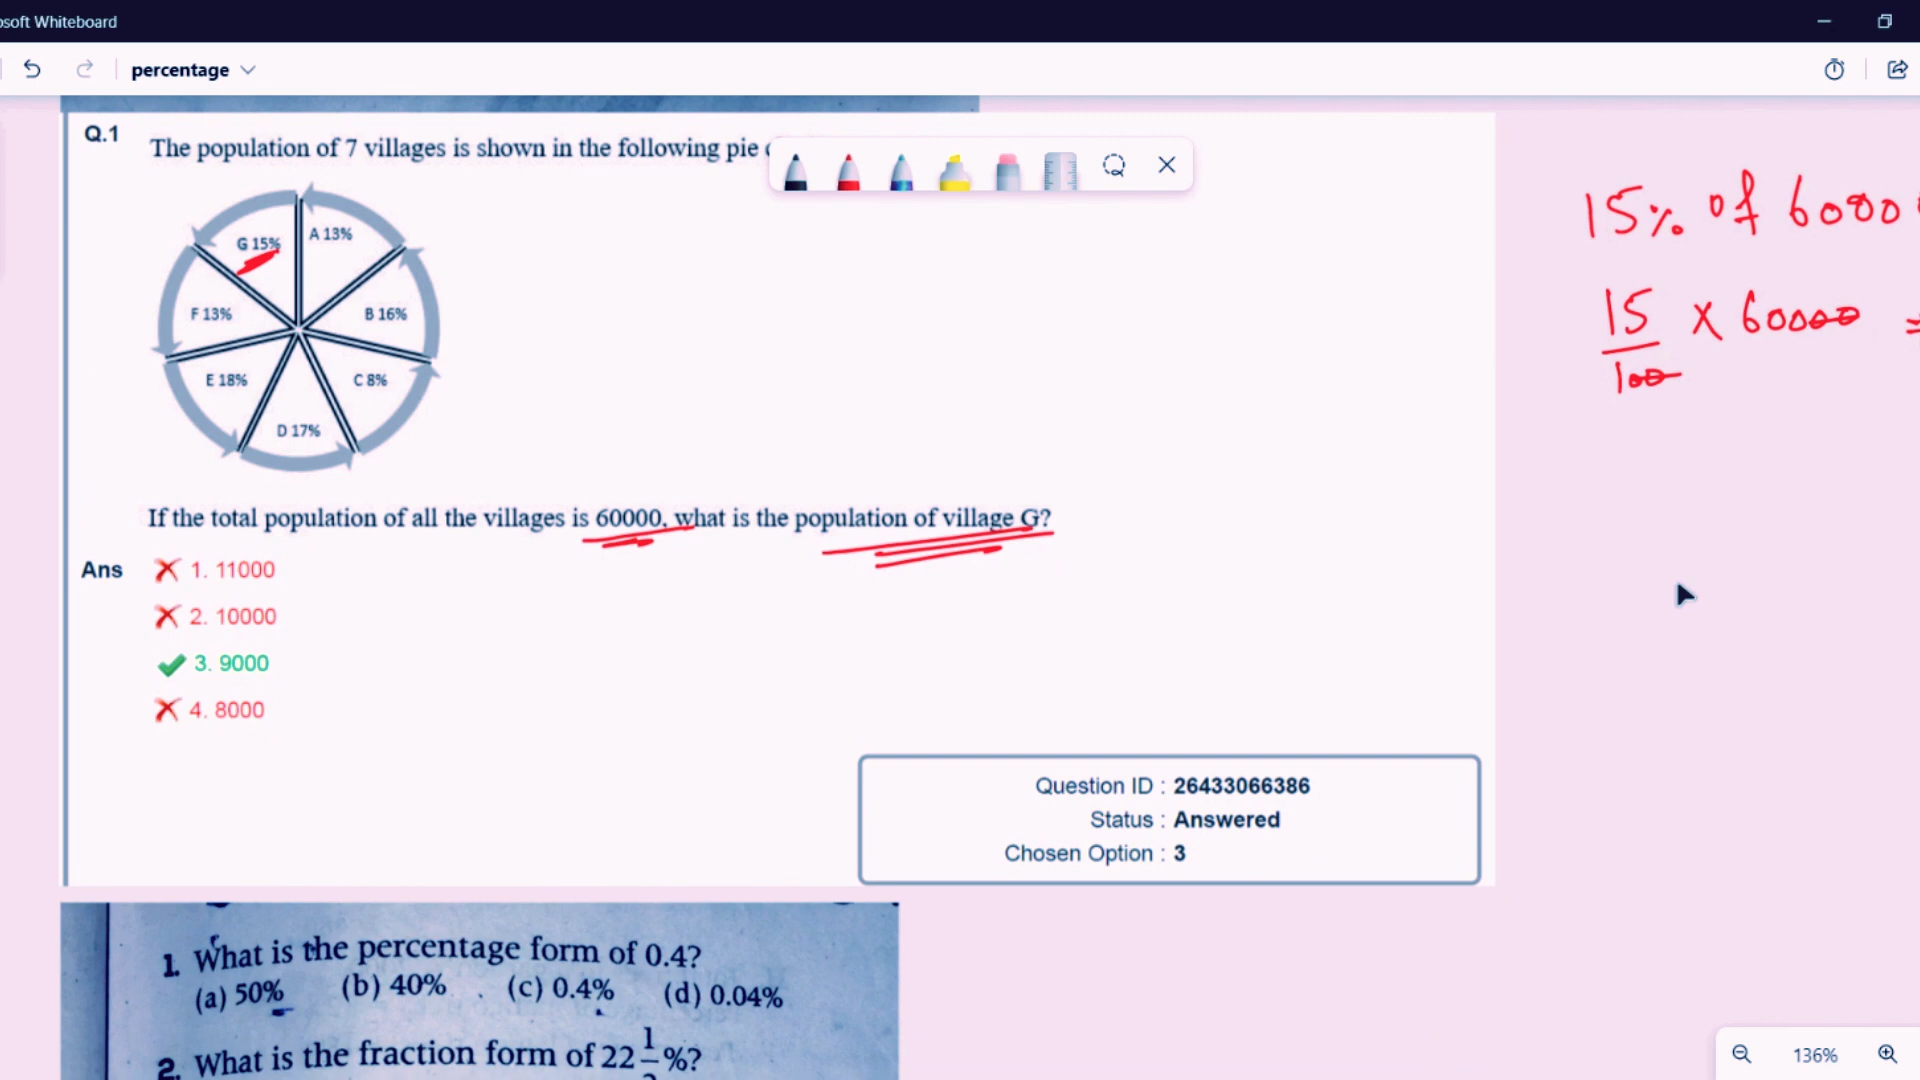 osoft Whiteboard
percentage
Q.1 The population of 7 villages is shown in the following pie
G 15%
A 13%
F 13%
B 16%
E 18%
C 8%
D 17%
If the total population of all the villages is 60000, what is the population of village G?
Ans
1. 11000
2. 10000
3. 9000
4. 8000
Question ID : 26433066386
Status : Answered
Chosen Option : 3
15% of 6000
15/100 × 60000 =
1. What is the percentage form of 0.4?
(a) 50% (b) 40% (c) 0.4% (d) 0.04%
2. What is the fraction form of 22 1/2%?
136%